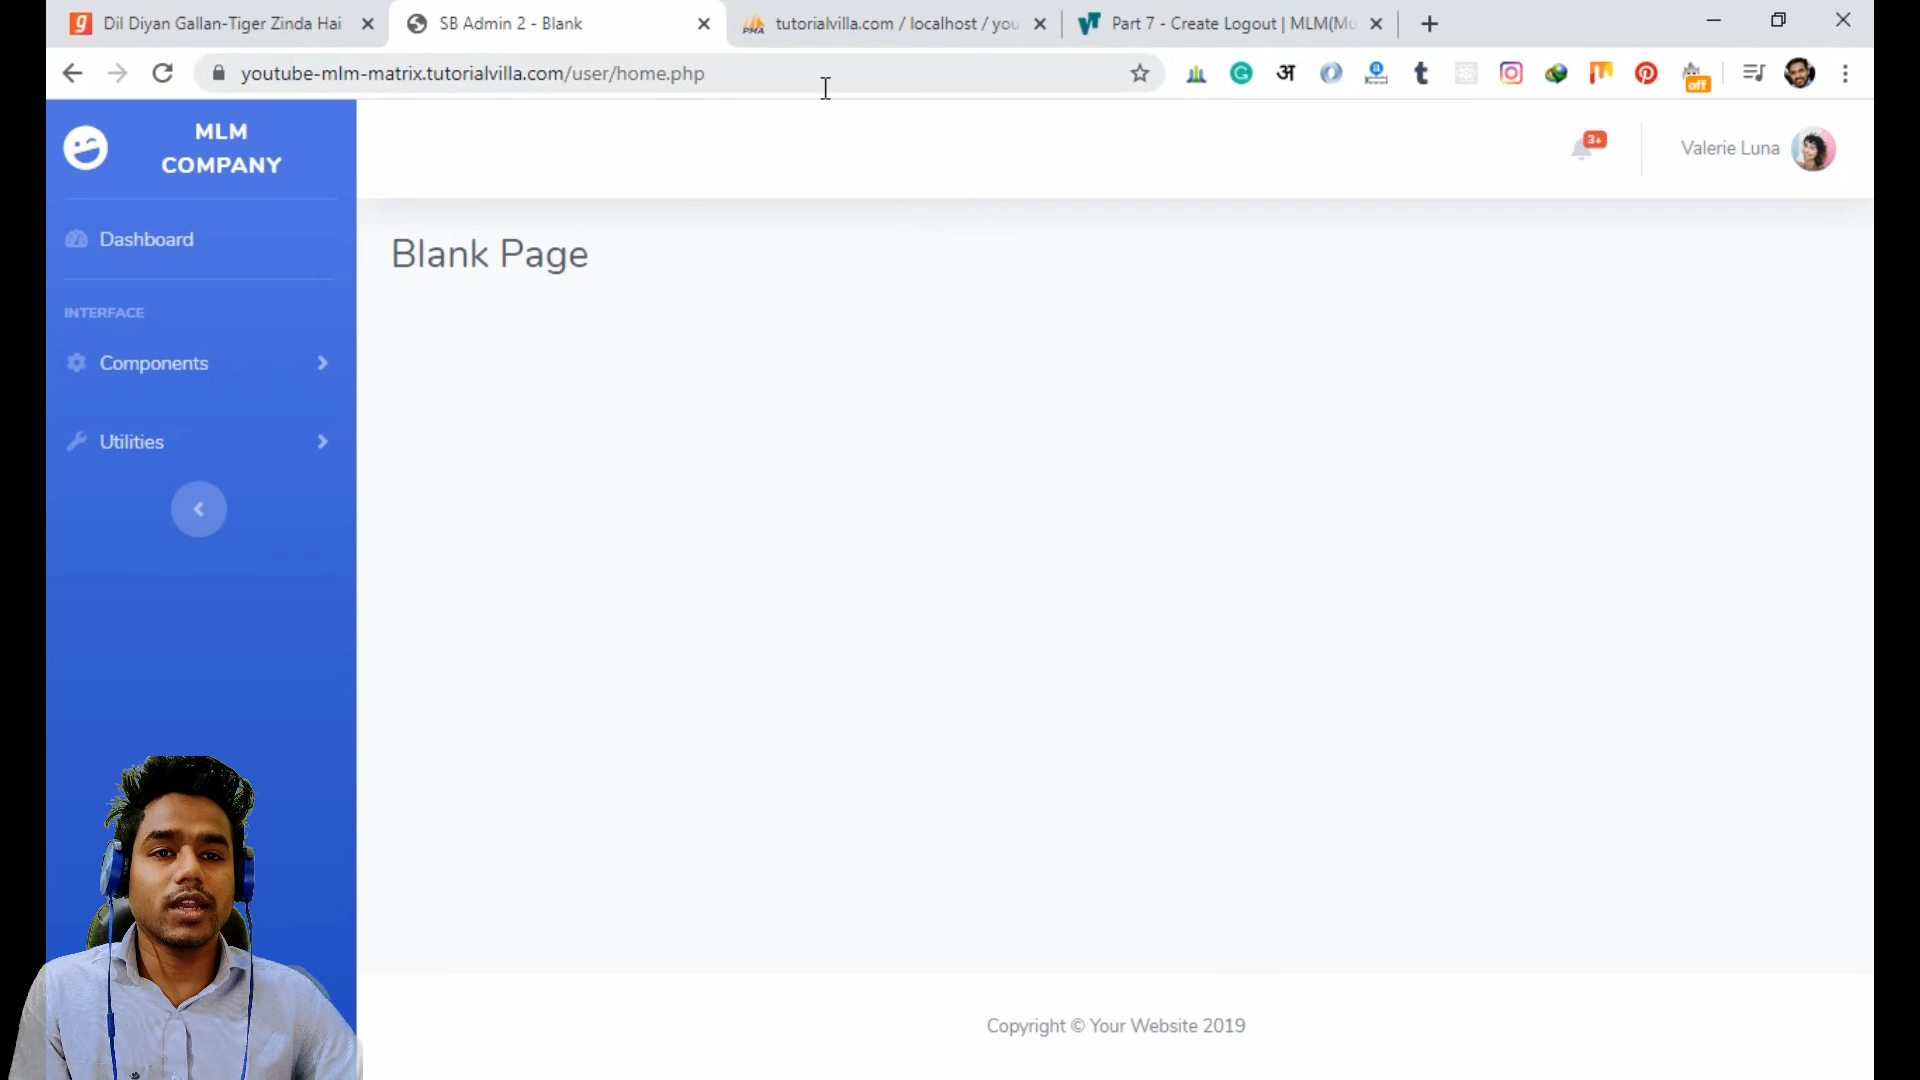 Dil Diyan Gallan-Tiger Zinda Hai
SB Admin 2 - Blank
tutorialvilla.com / localhost / you
Part 7 - Create Logout | MLM(Mu
youtube-mlm-matrix.tutorialvilla.com/user/home.php
अ
off
MLM
COMPANY
3+
Valerie Luna
Dashboard
Blank Page
INTERFACE
Components
Utilities
Copyright © Your Website 2019